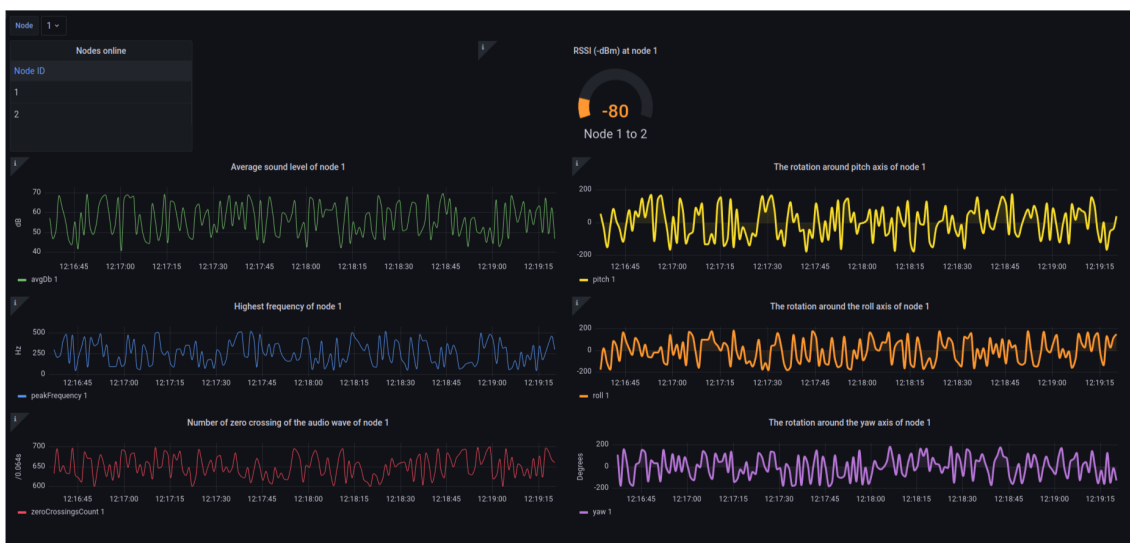 Node 1
Nodes online
Node ID
1
2
i
RSSI (-dBm) at node 1
-80
Node 1 to 2
i
Average sound level of node 1
dB
70
60
50
40
12:16:45 12:17:00 12:17:15 12:17:30 12:17:45 12:18:00 12:18:15 12:18:30 12:18:45 12:19:00 12:19:15
avgDb 1
i
The rotation around pitch axis of node 1
200
0
-200
12:16:45 12:17:00 12:17:15 12:17:30 12:17:45 12:18:00 12:18:15 12:18:30 12:18:45 12:19:00 12:19:15
pitch 1
i
Highest frequency of node 1
Hz
500
250
0
12:16:45 12:17:00 12:17:15 12:17:30 12:17:45 12:18:00 12:18:15 12:18:30 12:18:45 12:19:00 12:19:15
peakFrequency 1
i
The rotation around the roll axis of node 1
200
0
-200
12:16:45 12:17:00 12:17:15 12:17:30 12:17:45 12:18:00 12:18:15 12:18:30 12:18:45 12:19:00 12:19:15
roll 1
i
Number of zero crossing of the audio wave of node 1
/0.064s
700
650
600
12:16:45 12:17:00 12:17:15 12:17:30 12:17:45 12:18:00 12:18:15 12:18:30 12:18:45 12:19:00 12:19:15
zeroCrossingsCount 1
The rotation around the yaw axis of node 1
Degrees
200
0
-200
12:16:45 12:17:00 12:17:15 12:17:30 12:17:45 12:18:00 12:18:15 12:18:30 12:18:45 12:19:00 12:19:15
yaw 1